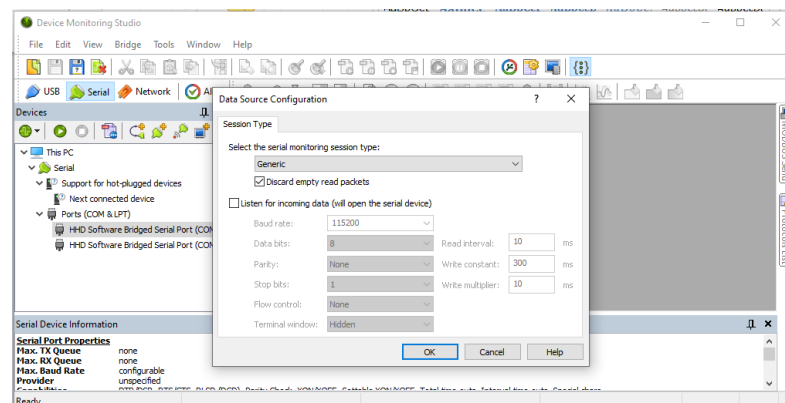 Device Monitoring Studio
File Edit View Bridge Tools Window Help
USB Serial Network
Devices
This PC
Serial
Support for hot-plugged devices
Next connected device
Ports (COM & LPT)
HHD Software Bridged Serial Port (COM
HHD Software Bridged Serial Port (COM
Data Source Configuration ? X
Session Type
Select the serial monitoring session type:
Generic
Discard empty read packets
Listen for incoming data (will open the serial device)
Baud rate: 115200
Data bits: 8 Read interval: 10 ms
Parity: None Write constant: 300 ms
Stop bits: 1 Write multiplier: 10 ms
Flow control: None
Terminal window: Hidden
OK Cancel Help
Serial Device Information
Serial Port Properties
Max. TX Queue none
Max. RX Queue none
Max. Baud Rate configurable
Provider unspecified
Ready